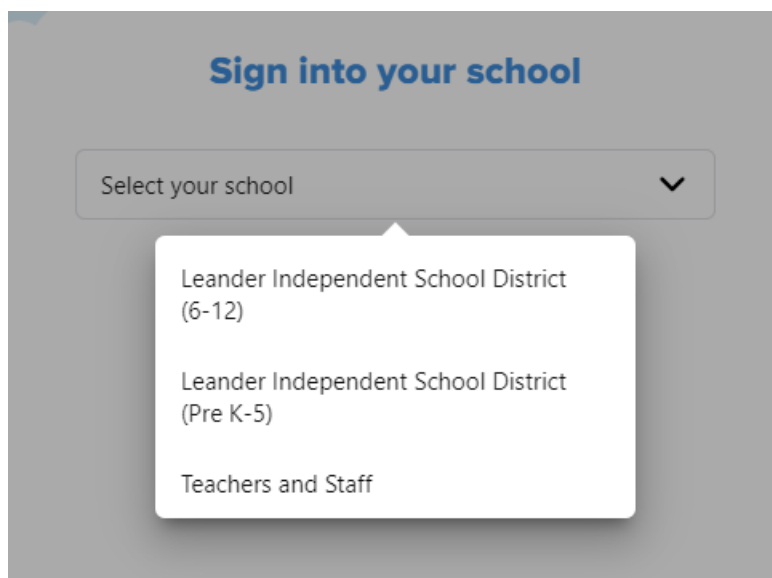 Sign into your school
Select your school
Leander Independent School District
(6-12)
Leander Independent School District
(Pre K-5)
Teachers and Staff